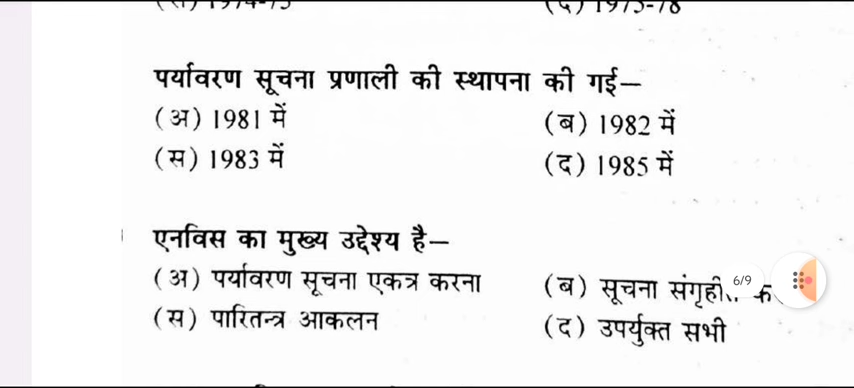 पर्यावरण सूचना प्रणाली की स्थापना की गई—
(अ) 1981 में (ब) 1982 में
(स) 1983 में (द) 1985 में
एनविस का मुख्य उद्देश्य है—
(अ) पर्यावरण सूचना एकत्र करना (ब) सूचना
6/9
(स) पारितन्त्र आकलन (द) उपर्युक्त सभी